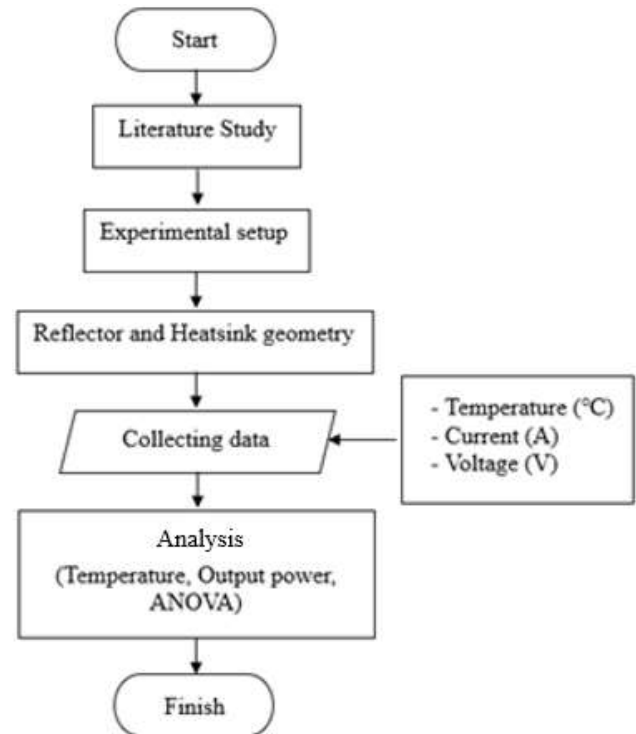 Start
Literature Study
Experimental setup
Reflector and Heatsink geometry
Collecting data
- Temperature (°C)
- Current (A)
- Voltage (V)
Analysis
(Temperature, Output power,
ANOVA)
Finish